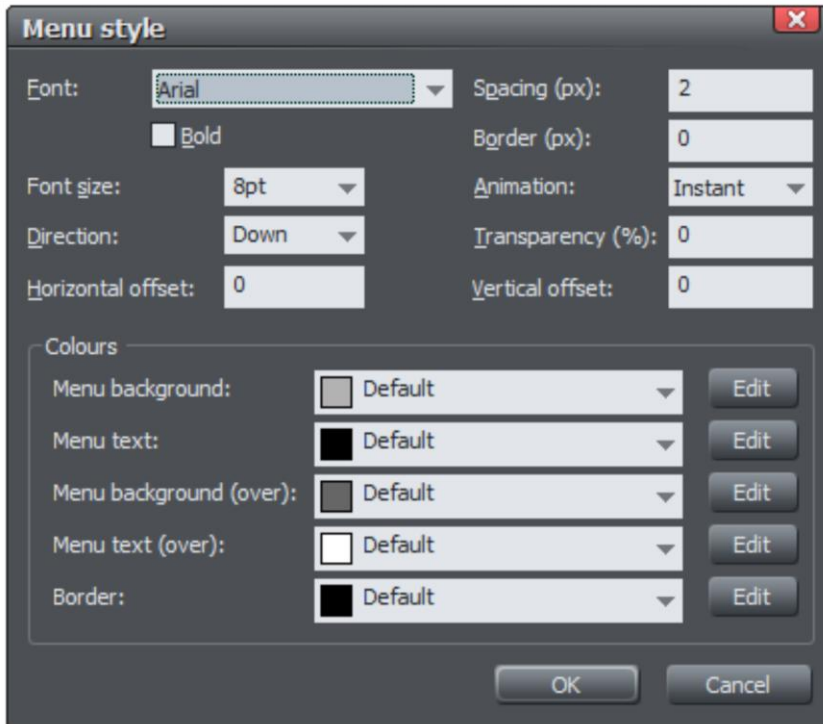 Menu style
Font: Arial Spacing (px): 2
Bold Border (px): 0
Font size: 8pt Animation: Instant
Direction: Down Transparency (%): 0
Horizontal offset: 0 Vertical offset: 0
Colours
Menu background: Default Edit
Menu text: Default Edit
Menu background (over): Default Edit
Menu text (over): Default Edit
Border: Default Edit
OK Cancel